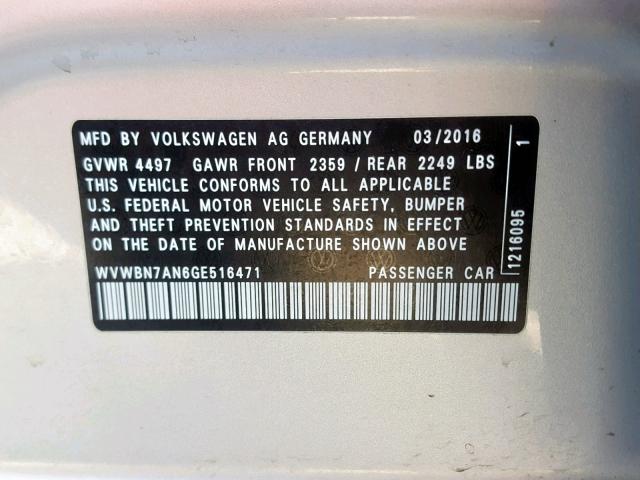 MFD BY VOLKSWAGEN AG GERMANY 03/2016
GVWR 4497 GAWR FRONT 2359 / REAR 2249 LBS
THIS VEHICLE CONFORMS TO ALL APPLICABLE
U.S. FEDERAL MOTOR VEHICLE SAFETY, BUMPER
AND THEFT PREVENTION STANDARDS IN EFFECT
ON THE DATE OF MANUFACTURE SHOWN ABOVE
WVWBN7AN6GE516471 PASSENGER CAR
1216095 1